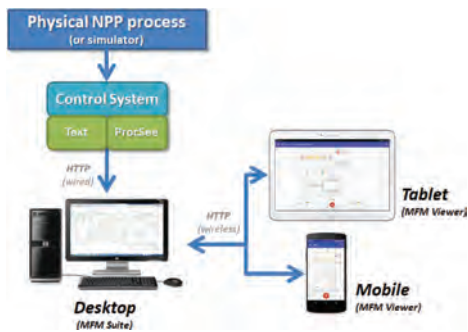 Physical NPP process
(or simulator)
Control System
Text
ProcSee
HTTP
(wired)
HTTP
(wireless)
Tablet
(MFM Viewer)
Desktop
(MFM Suite)
Mobile
(MFM Viewer)